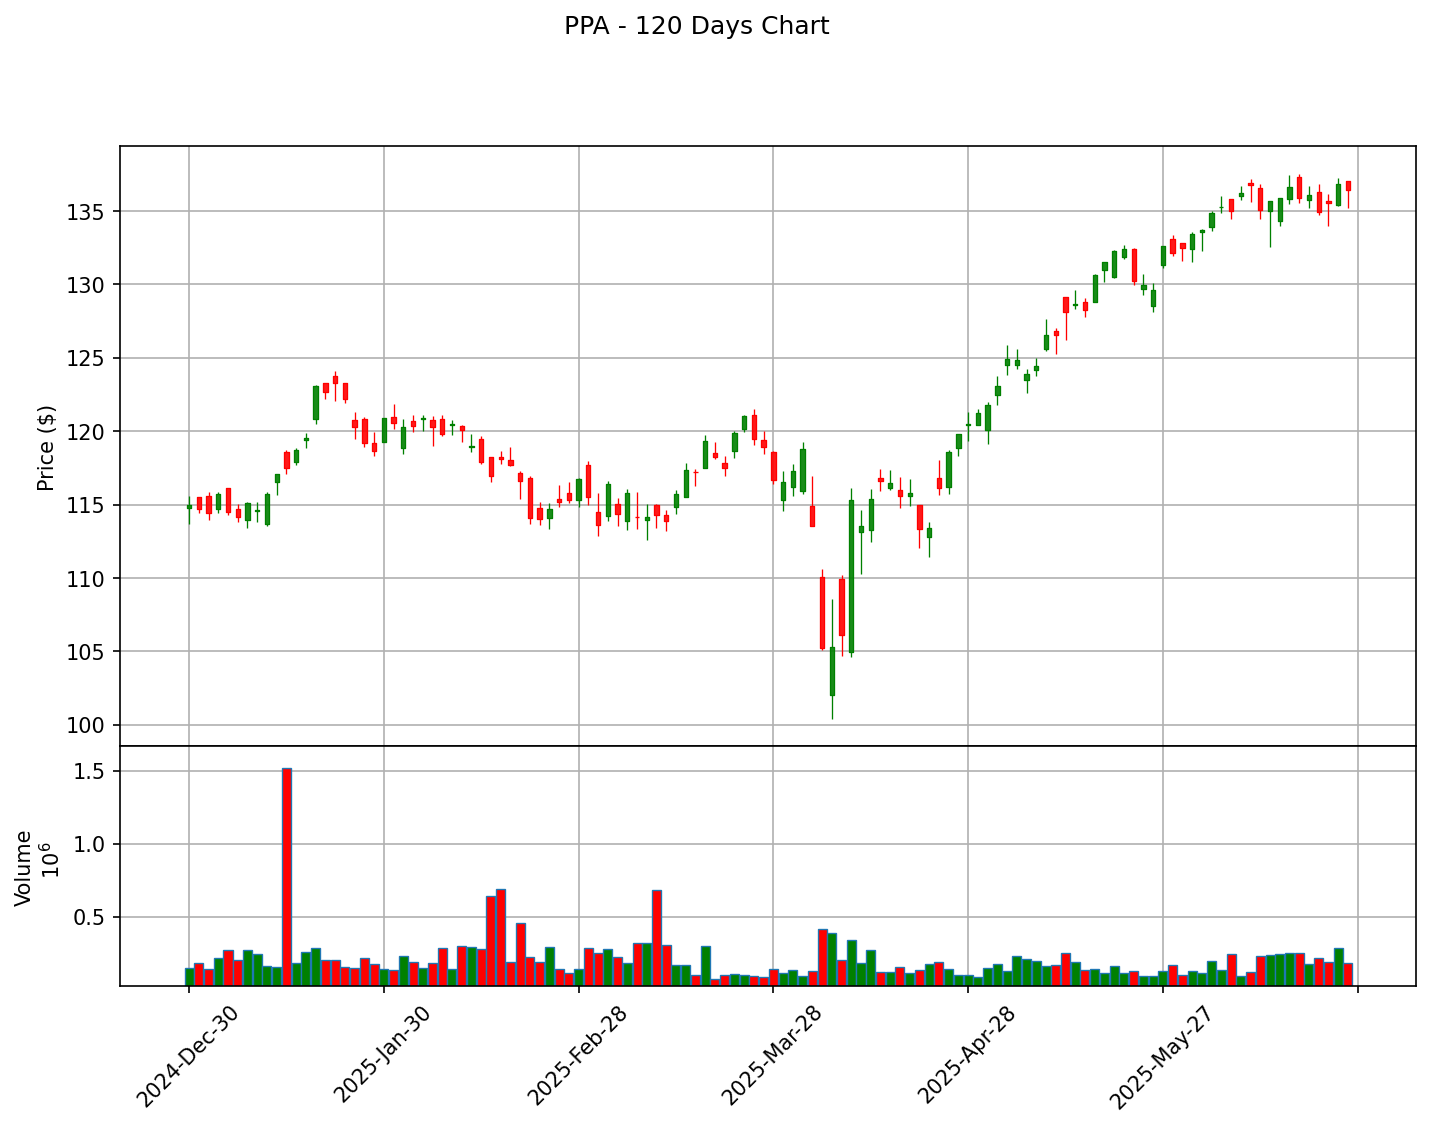 PPA - 120 Days Chart
Price ($)
135
130
125
120
115
110
105
100
Volume
10⁶
1.5
1.0
0.5
2024-Dec-30
2025-Jan-30
2025-Feb-28
2025-Mar-28
2025-Apr-28
2025-May-27